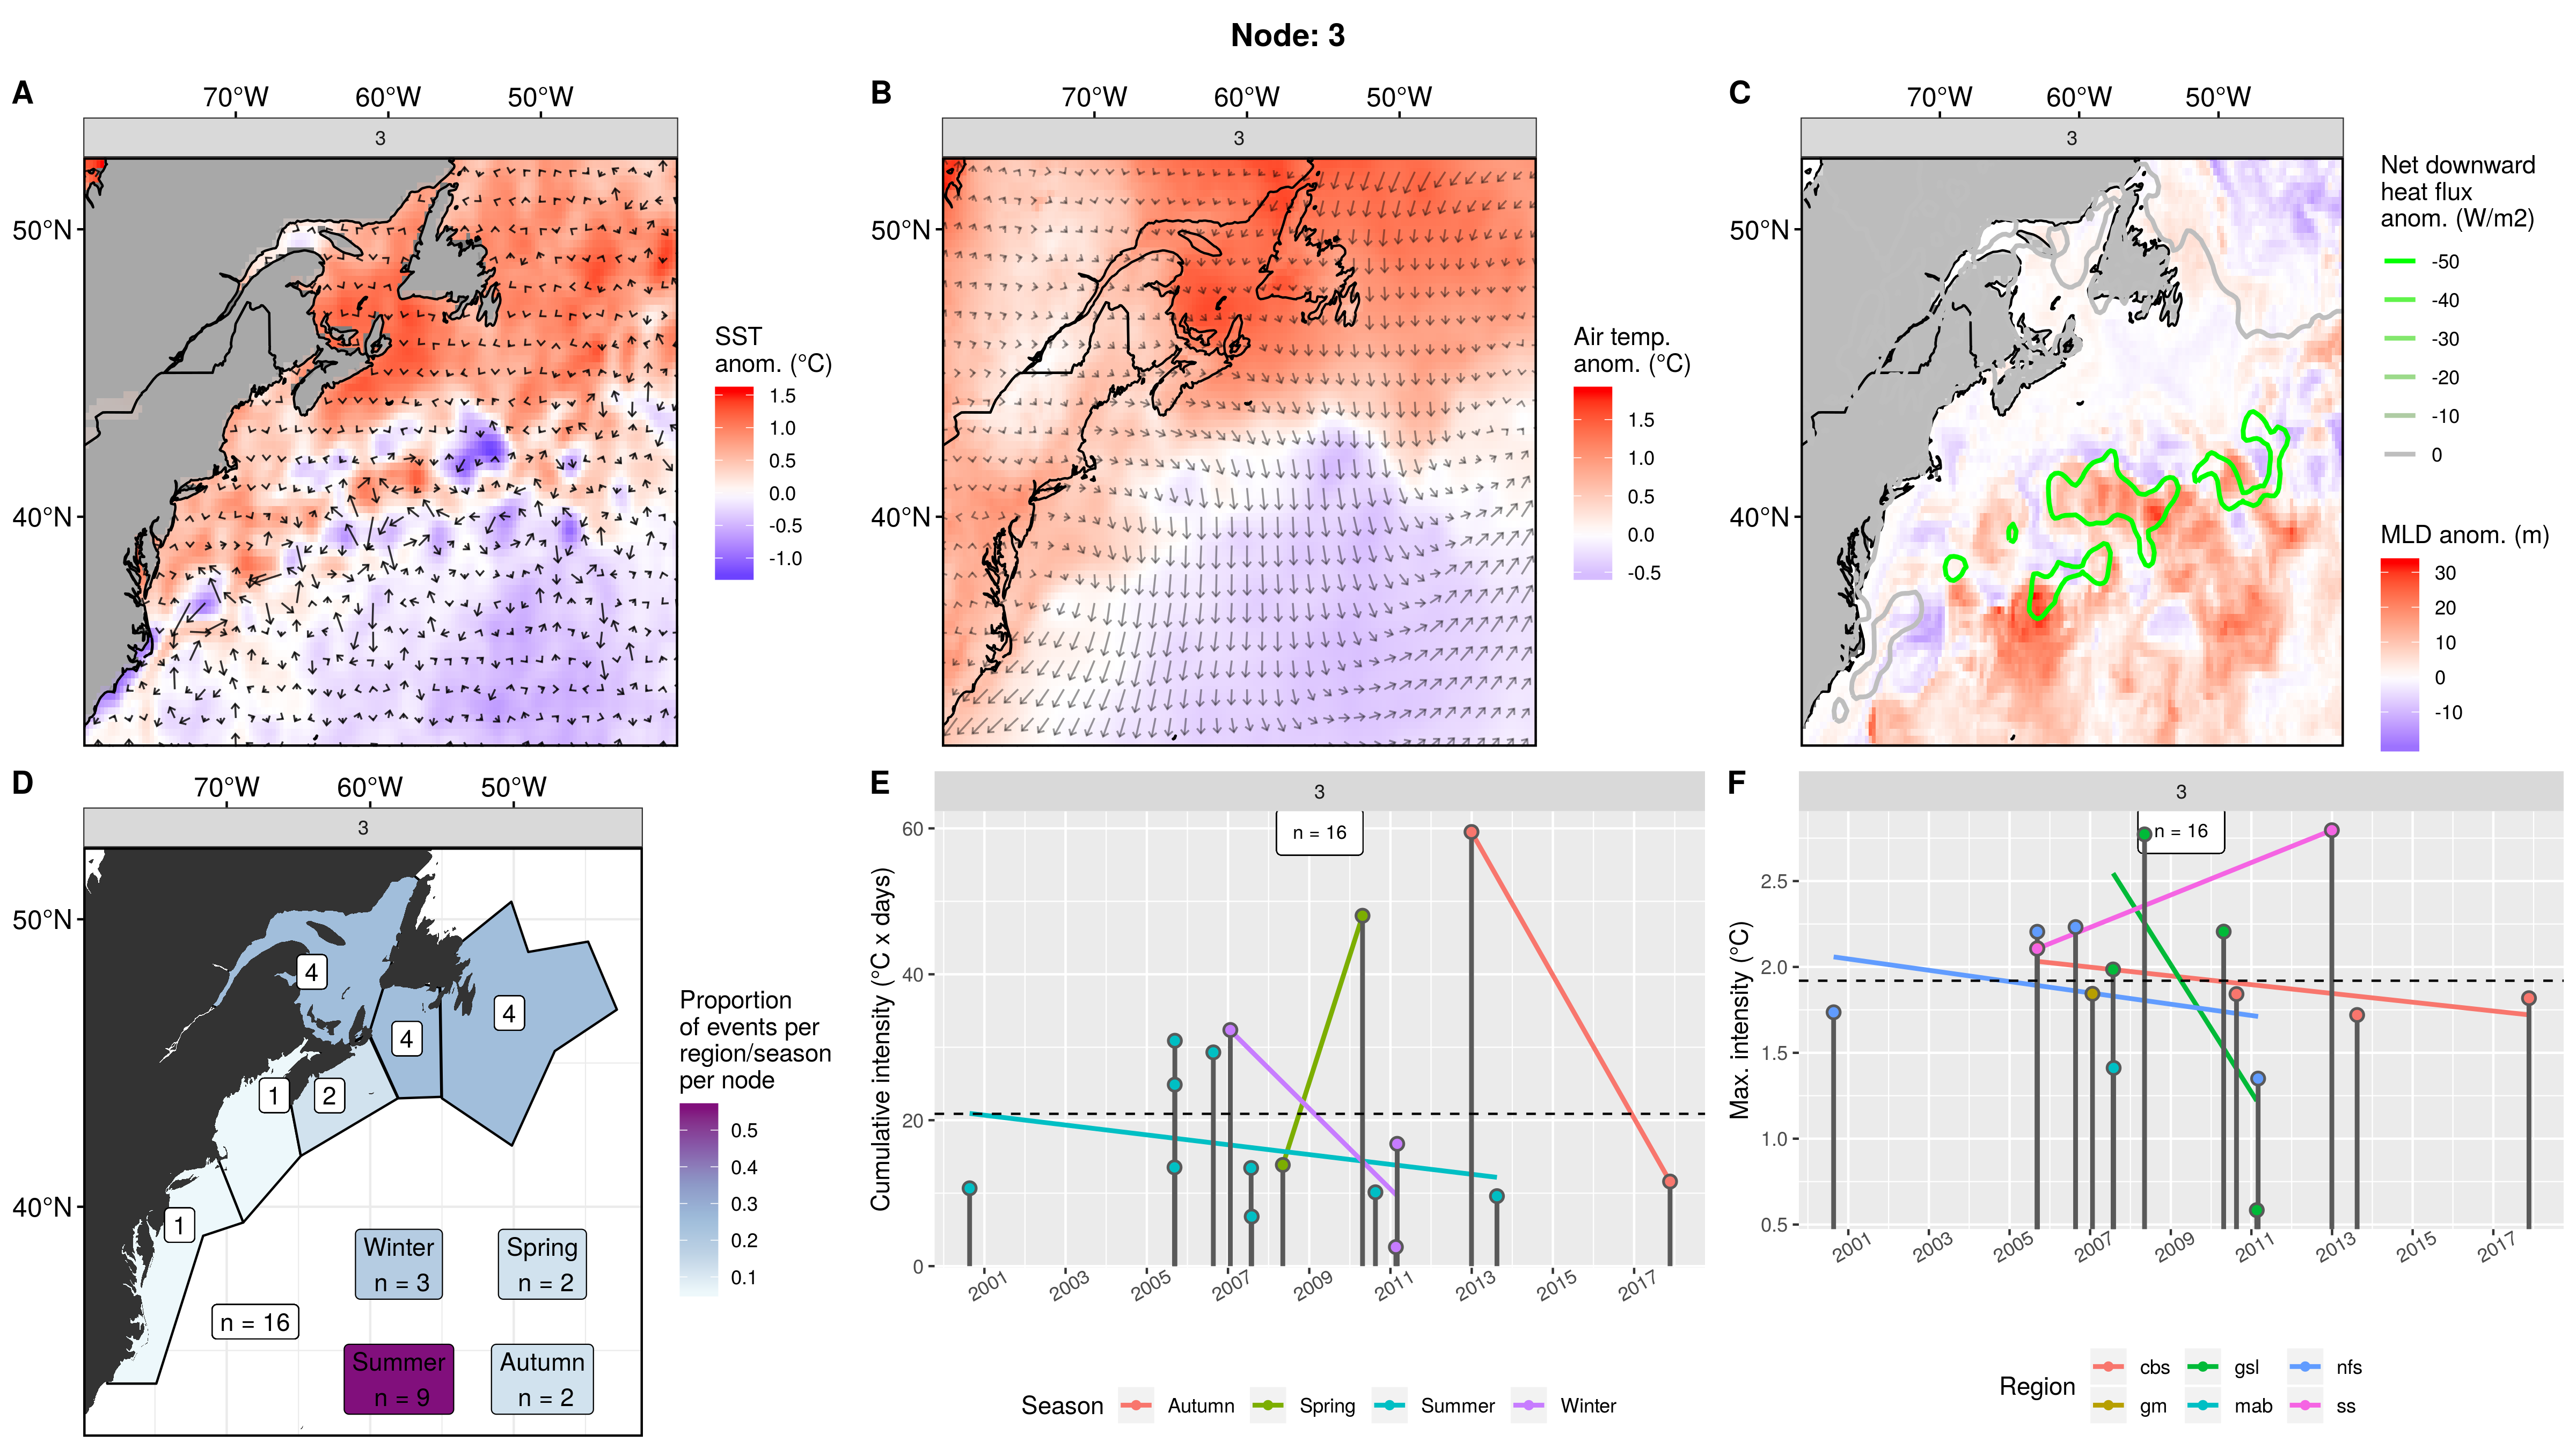 Node: 3
A
70°W 60°W 50°W
3
50°N
40°N
SST
anom. (°C)
1.5
1.0
0.5
0.0
-0.5
-1.0
B
70°W 60°W 50°W
3
50°N
40°N
Air temp.
anom. (°C)
1.5
1.0
0.5
0.0
-0.5
C
70°W 60°W 50°W
3
50°N
40°N
Net downward
heat flux
anom. (W/m2)
-50
-40
-30
-20
-10
0
MLD anom. (m)
30
20
10
0
-10
D
70°W 60°W 50°W
3
50°N
40°N
4
4
4
1
2
1
Winter
n = 3
Spring
n = 2
n = 16
Summer
n = 9
Autumn
n = 2
Proportion
of events per
region/season
per node
0.5
0.4
0.3
0.2
0.1
E
3
n = 16
Cumulative intensity (°C x days)
60
40
20
0
2001 2003 2005 2007 2009 2011 2013 2015 2017
Season Autumn Spring Summer Winter
F
3
n = 16
Max. intensity (°C)
2.5
2.0
1.5
1.0
0.5
2001 2003 2005 2007 2009 2011 2013 2015 2017
Region
cbs gsl nfs
gm mab ss